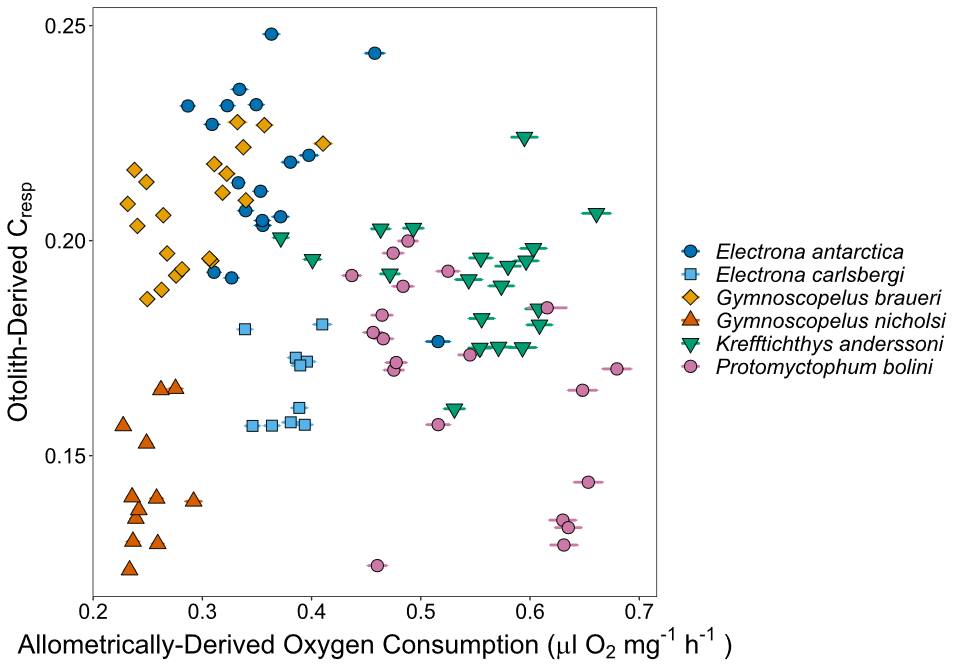 0.25
0.20
0.15
Otolith-Derived Cresp
0.2 0.3 0.4 0.5 0.6 0.7
Allometrically-Derived Oxygen Consumption (μl O2 mg-1 h-1 )
Electrona antarctica
Electrona carlsbergi
Gymnoscopelus braueri
Gymnoscopelus nicholsi
Krefftichthys anderssoni
Protomyctophum bolini